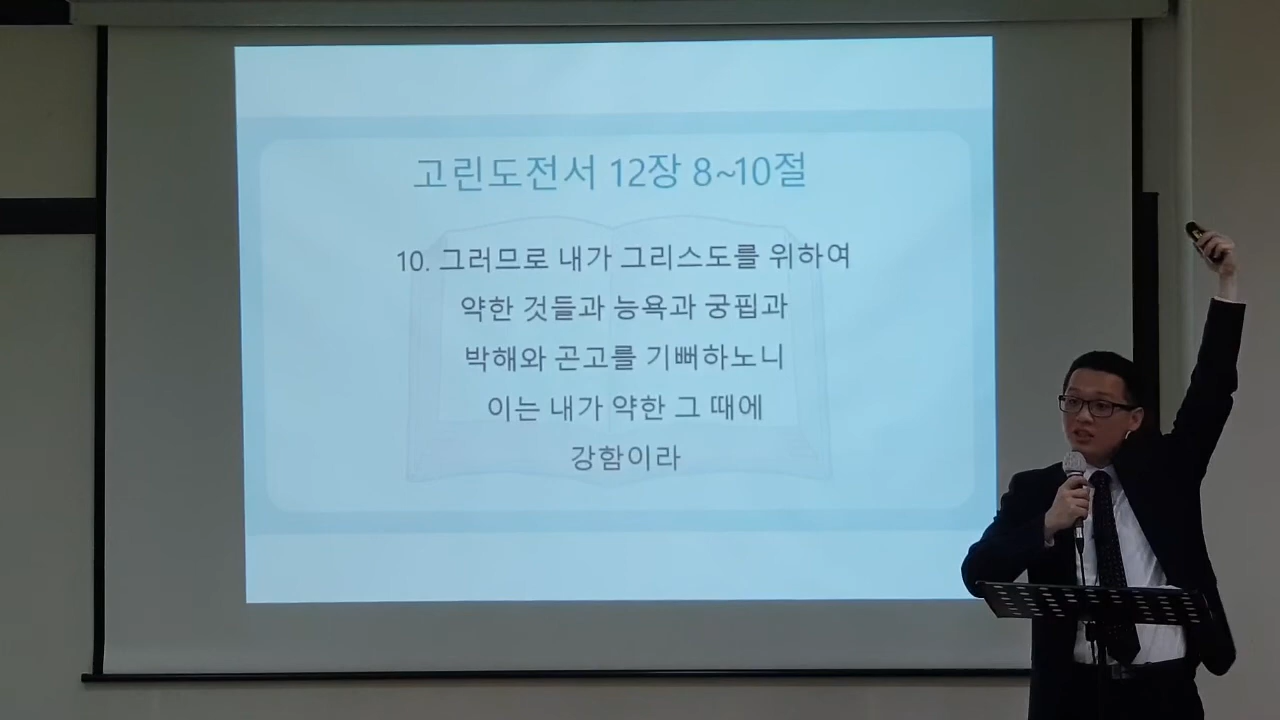 고린도전서 12장 8~10절
10. 그러므로 내가 그리스도를 위하여
약한 것들과 능욕과 궁핍과
박해와 곤고를 기뻐하노니
이는 내가 약한 그 때에
강함이라